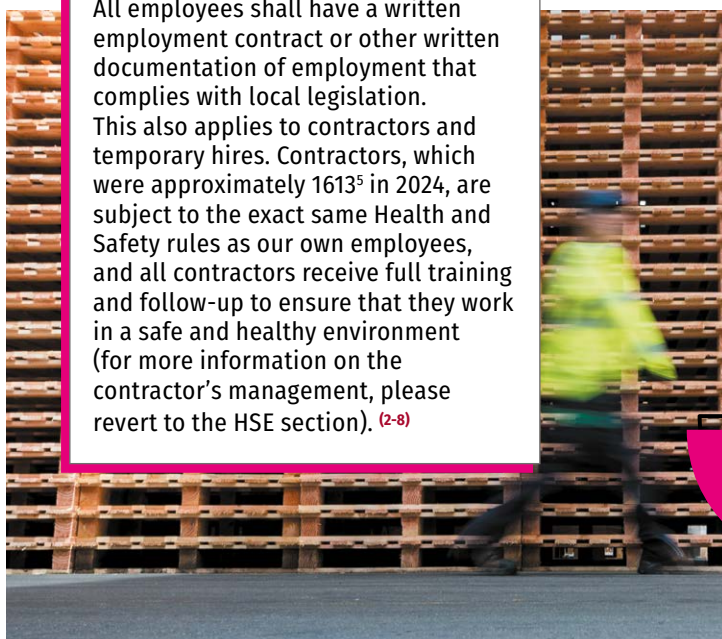 All employees shall have a written
employment contract or other written
documentation of employment that
complies with local legislation.
This also applies to contractors and
temporary hires. Contractors, which
were approximately 1613⁵ in 2024, are
subject to the exact same Health and
Safety rules as our own employees,
and all contractors receive full training
and follow-up to ensure that they work
in a safe and healthy environment
(for more information on the
contractor's management, please
revert to the HSE section). (2-8)